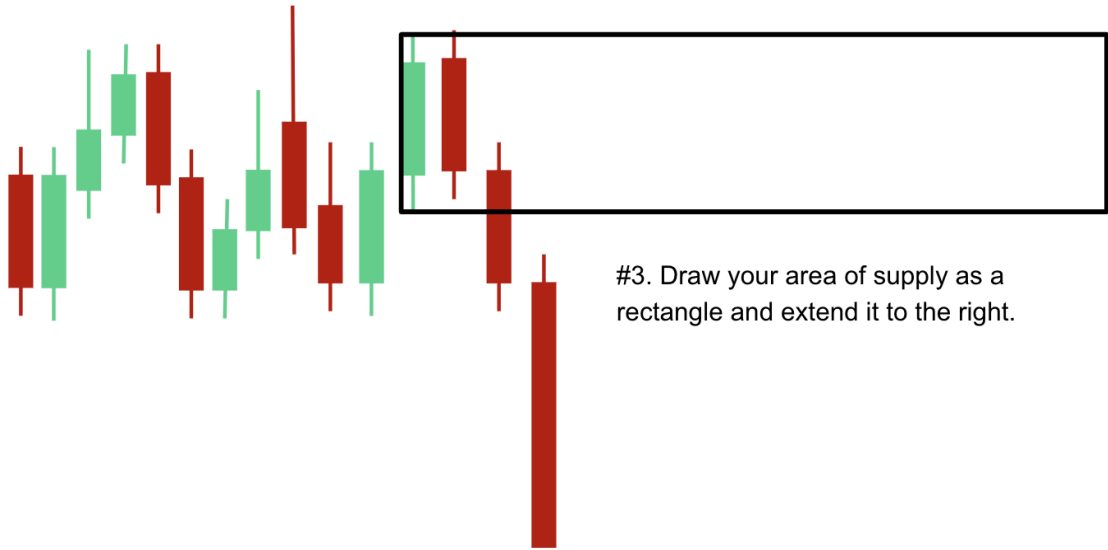 #3. Draw your area of supply as a
rectangle and extend it to the right.